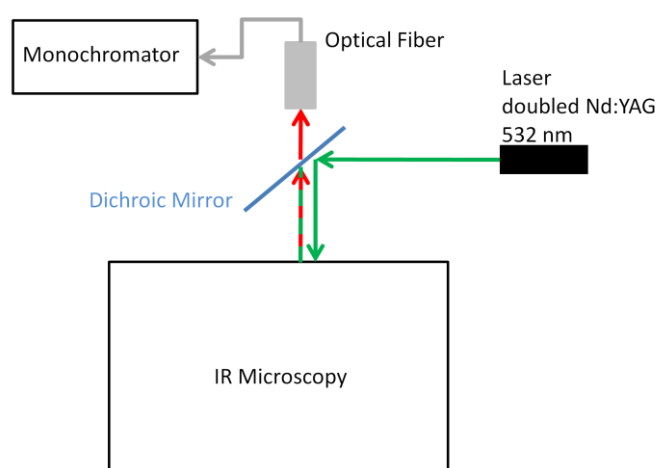 Optical Fiber
Monochromator
Laser
doubled Nd:YAG
532 nm
Dichroic Mirror
IR Microscopy